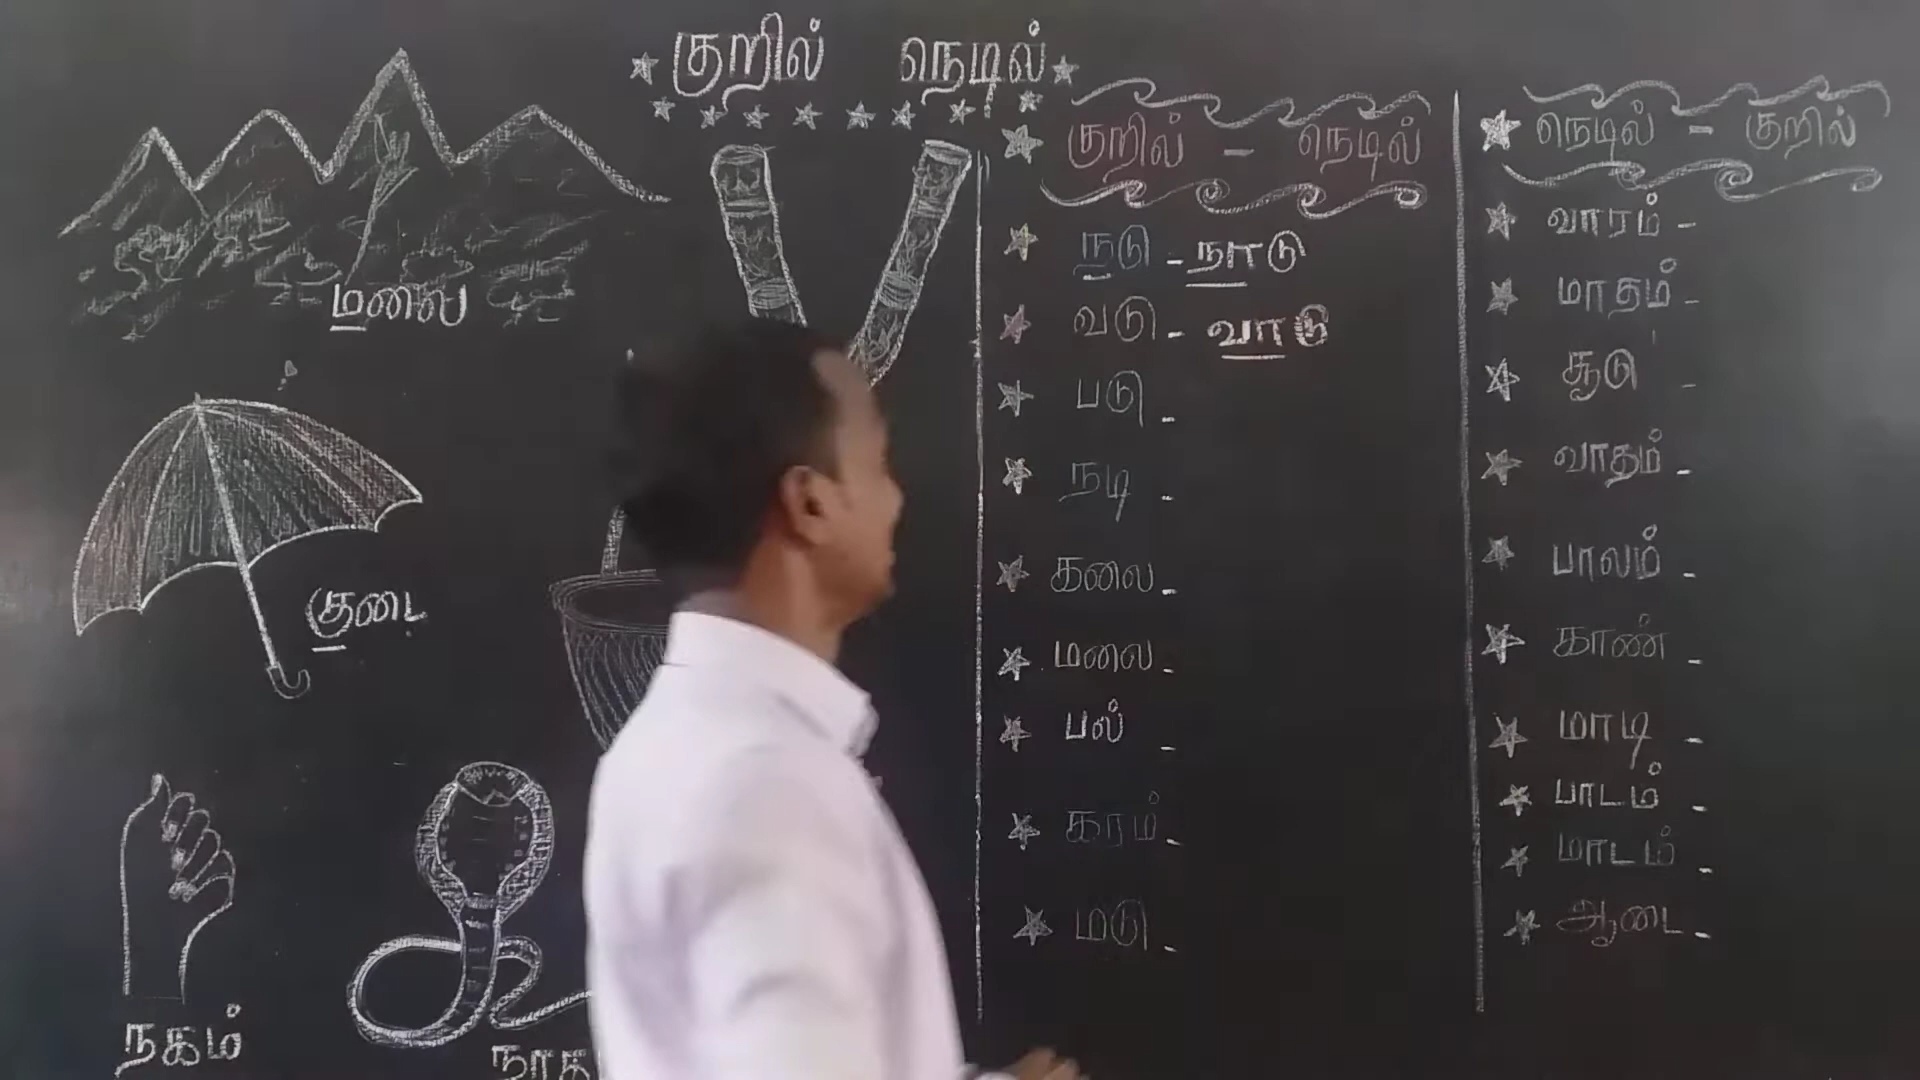 குறில் நெடில்
மலை
குடை
நகம்
குறில் - நெடில்
நடு - நாடு
வடு - வாடு
படு -
நடி -
கலை -
மலை -
பல் -
கரம் -
மடு -
நெடில் - குறில்
வாரம் -
மாதம் -
சூடு -
வாதம் -
பாலம் -
காண் -
மாடி -
பாடம் -
மாடம் -
ஆடை -